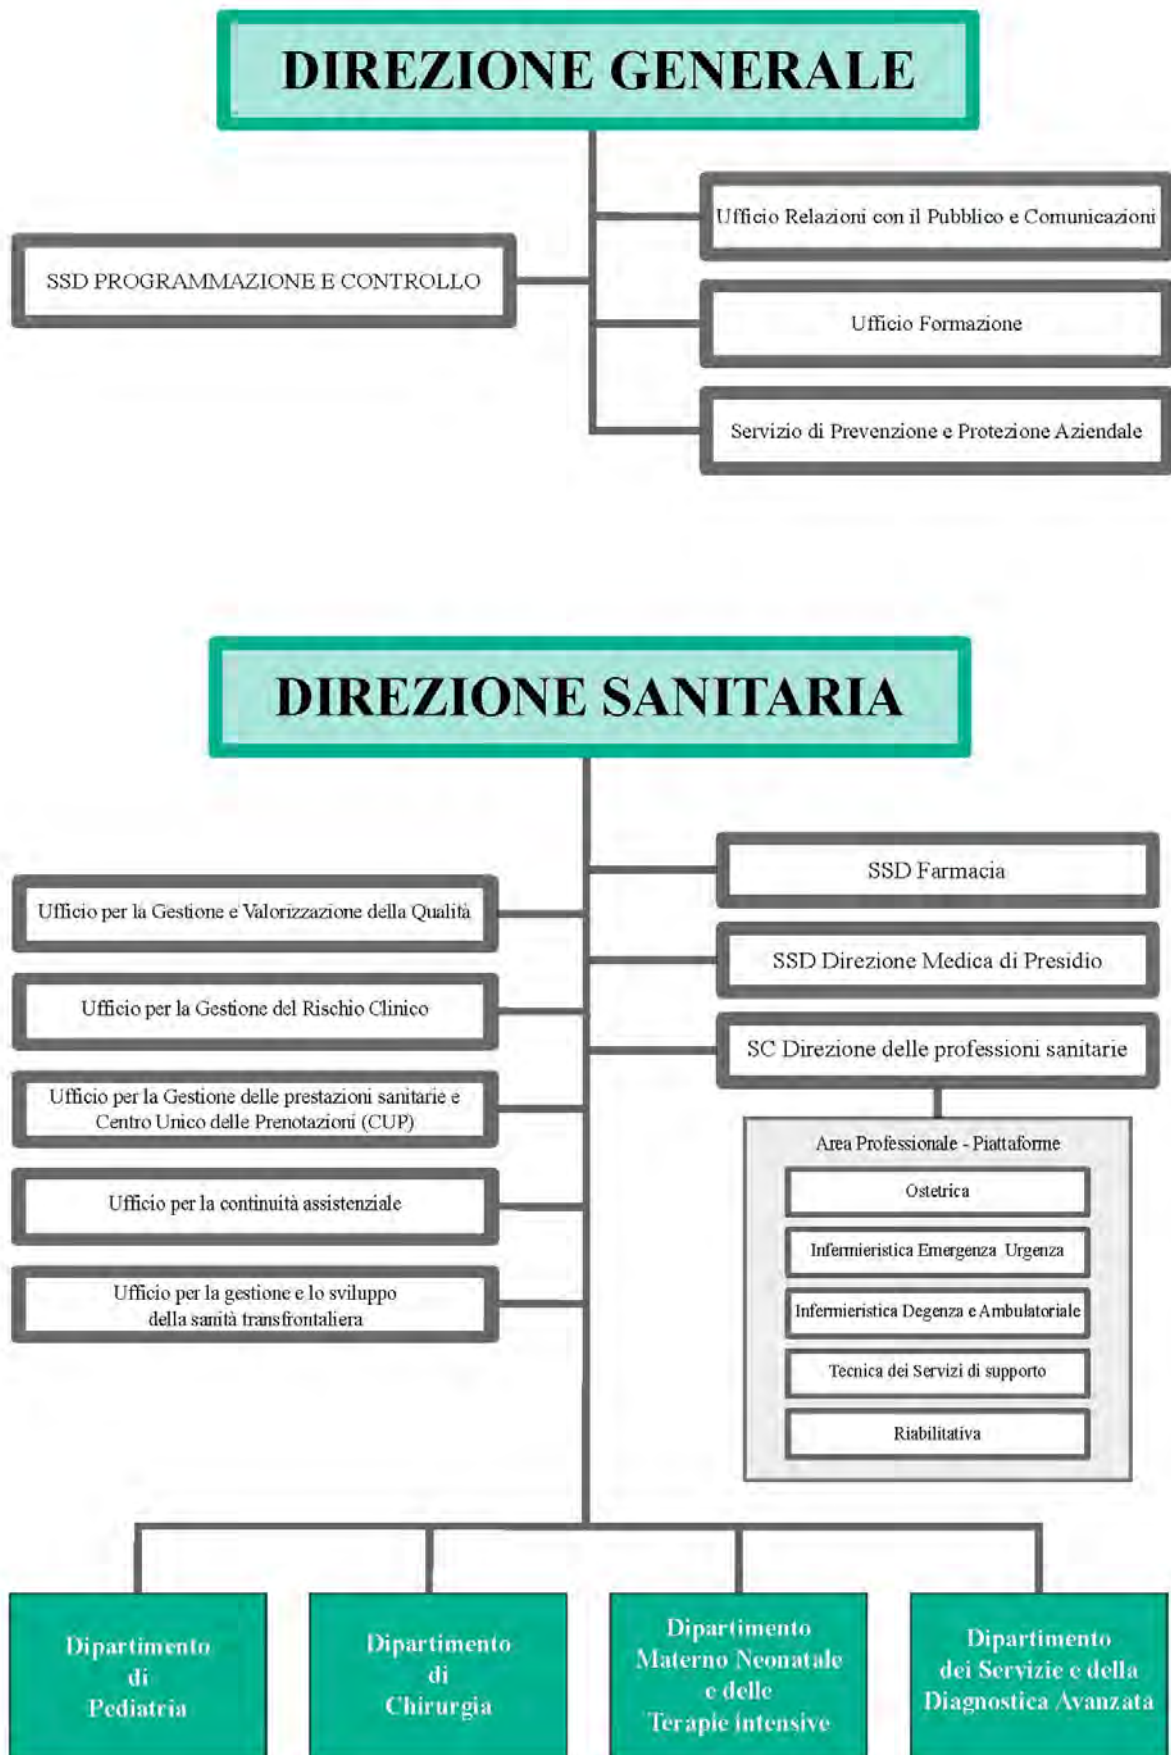 DIREZIONE GENERALE
Ufficio Relazioni con il Pubblico e Comunicazioni
SSD PROGRAMMAZIONE E CONTROLLO
Ufficio Formazione
Servizio di Prevenzione e Protezione Aziendale
DIREZIONE SANITARIA
Ufficio per la Gestione e Valorizzazione della Qualità
Ufficio per la Gestione del Rischio Clinico
Ufficio per la Gestione delle prestazioni sanitarie e
Centro Unico delle Prenotazioni (CUP)
Ufficio per la continuità assistenziale
Ufficio per la gestione e lo sviluppo
della sanità transfrontaliera
SSD Farmacia
SSD Direzione Medica di Presidio
SC Direzione delle professioni sanitarie
Area Professionale - Piattaforme
Ostetrica
Infermieristica Emergenza Urgenza
Infermieristica Degenza e Ambulatoriale
Tecnica dei Servizi di supporto
Riabilitativa
Dipartimento
di
Pediatria
Dipartimento
di
Chirurgia
Dipartimento
Materno Neonatale
e delle
Terapie intensive
Dipartimento
dei Servizie e della
Diagnostica Avanzata